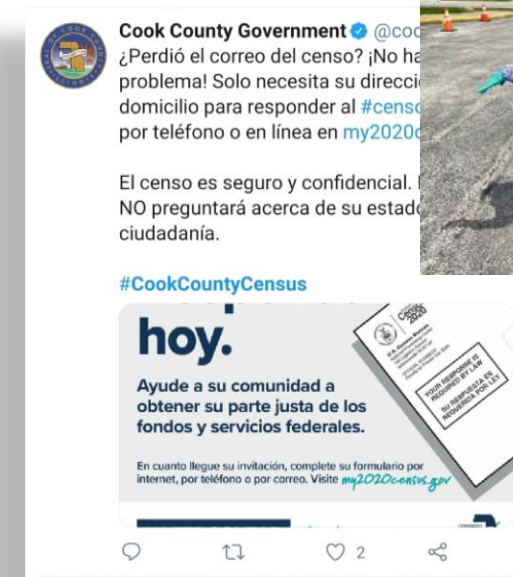 Cook County Government @coo
¿Perdió el correo del censo? ¡No ha
problema! Solo necesita su direcci
domicilio para responder al #censo
por teléfono o en línea en my2020c
El censo es seguro y confidencial.
NO preguntará acerca de su estado
ciudadanía.
#CookCountyCensus
hoy.
Ayude a su comunidad a
obtener su parte justa de los
fondos y servicios federales.
En cuanto llegue su invitación, complete su formulario por
internet, por teléfono o por correo. Visite my2020census.gov
Census
2020
YOUR RESPONSE IS
REQUIRED BY LAW
SU RESPUESTA ES
REQUERIDA POR LEY
2